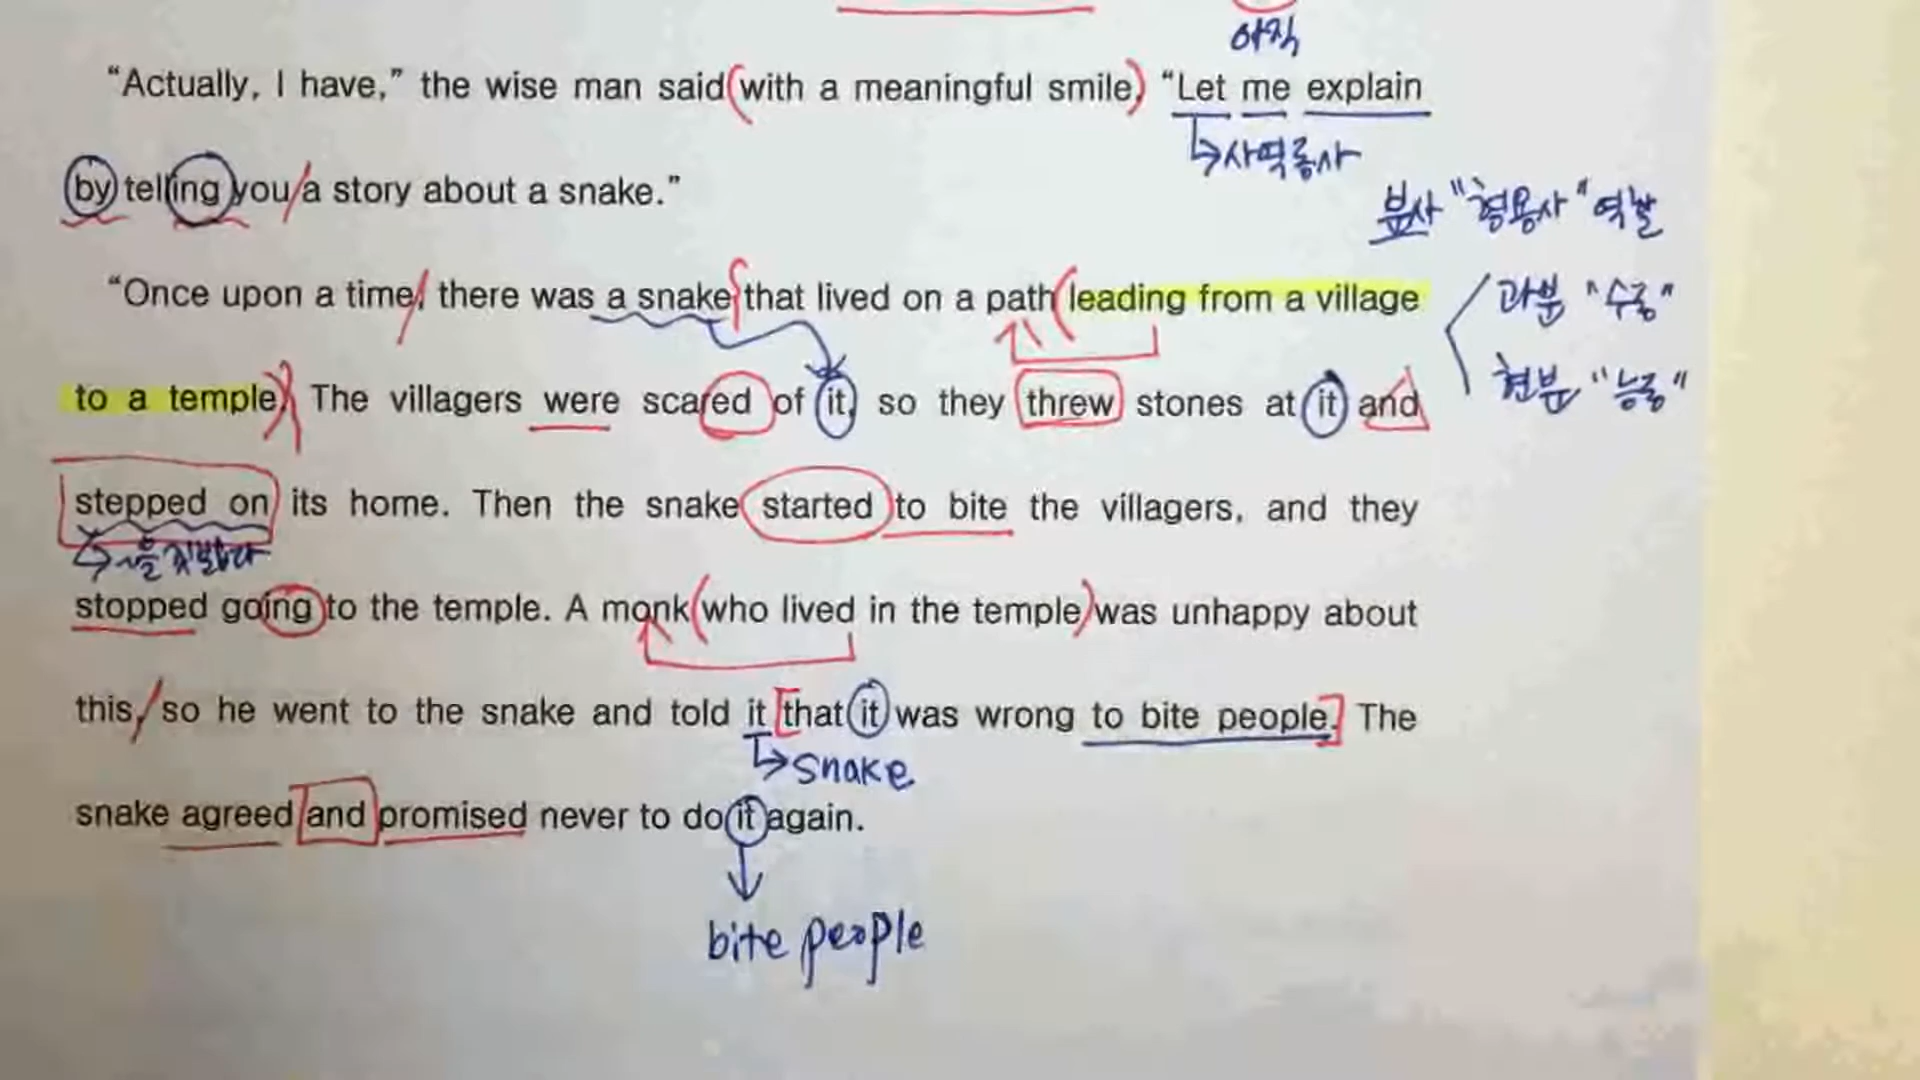 아직
“Actually, I have,” the wise man said with a meaningful smile, “Let me explain
↳사역동사
by telling you a story about a snake.”
분사 "형용사" 역할
“Once upon a time, there was a snake that lived on a path leading from a village
과분 "수동"
to a temple. The villagers were scared of it, so they threw stones at it and
현분 "능동"
stepped on its home. Then the snake started to bite the villagers, and they
↳~을 짓밟다
stopped going to the temple. A monk who lived in the temple was unhappy about
this, so he went to the snake and told it that it was wrong to bite people. The
↳snake
snake agreed and promised never to do it again.
bite people